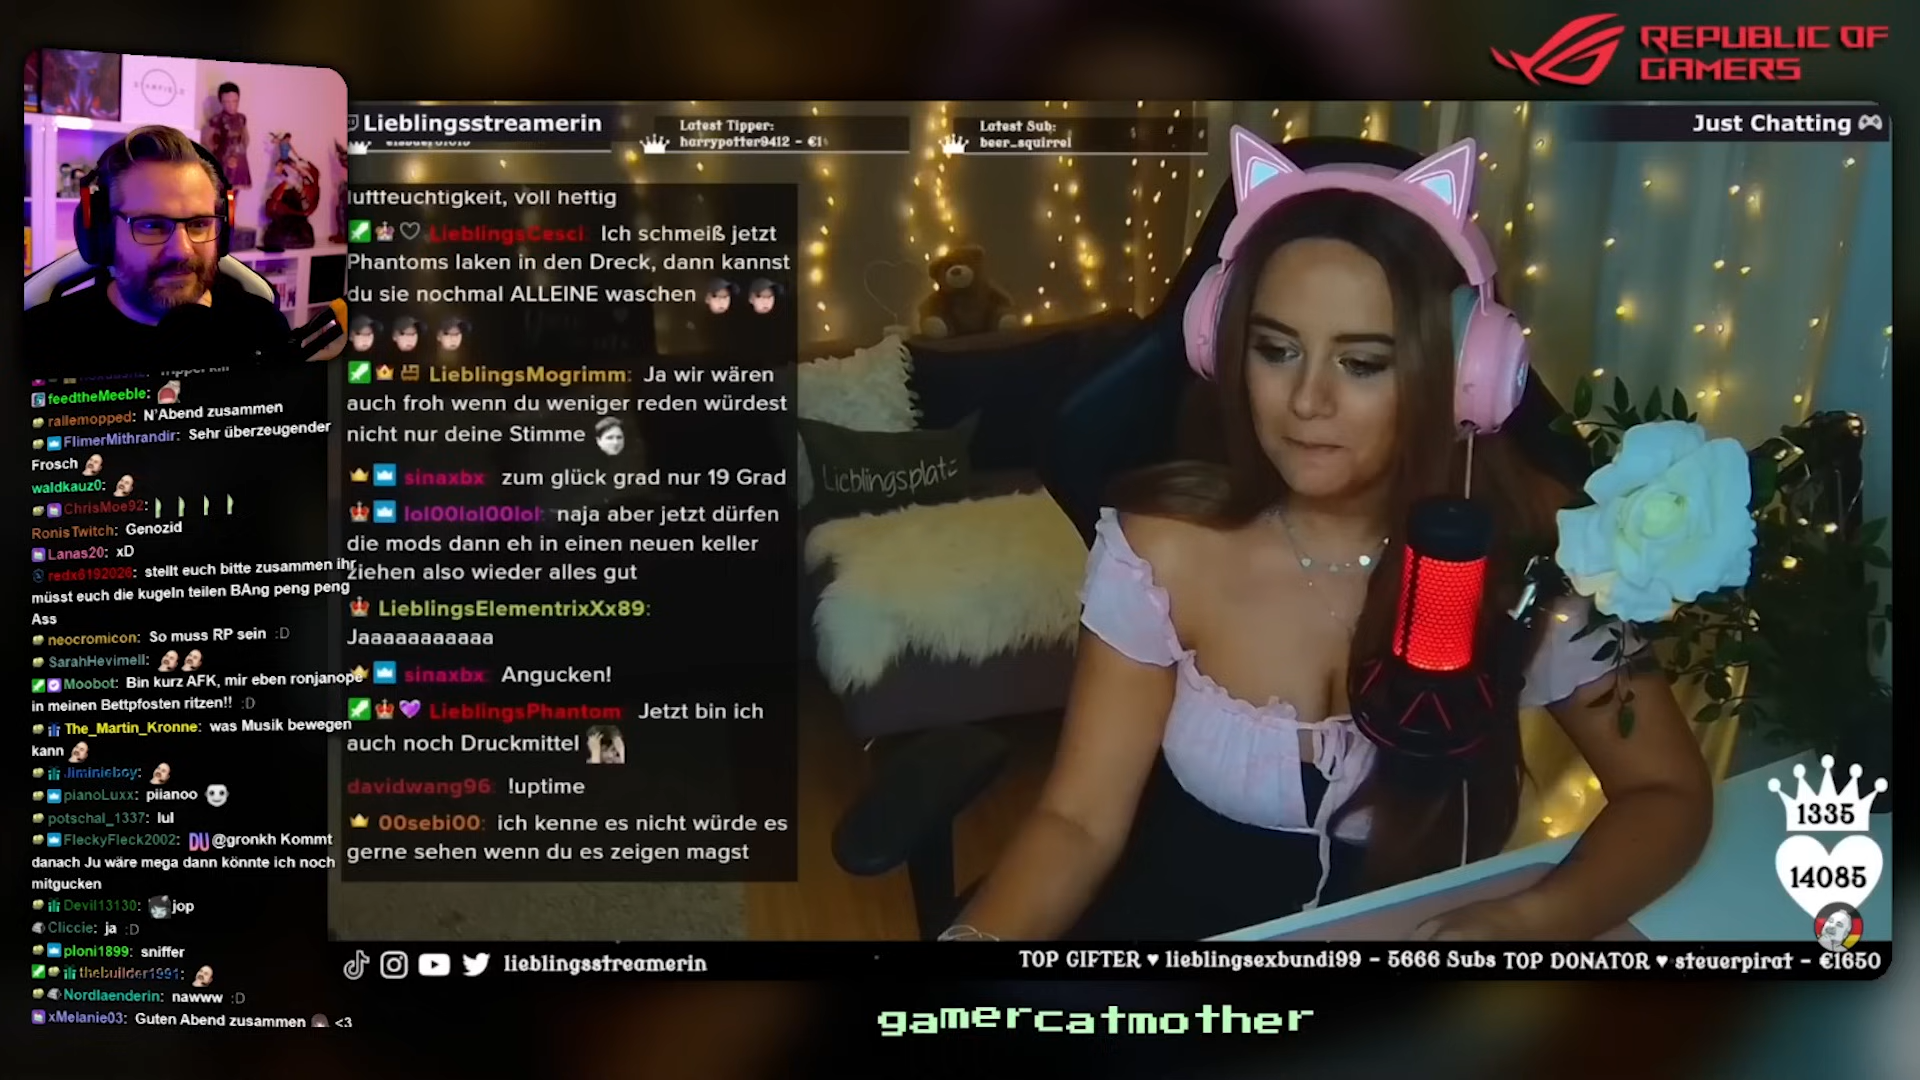 REPUBLIC OF
GAMERS
STARFIELD
Lieblingsstreamerin
Latest Tipper:
harrypotter9412 - €1
Latest Sub:
beer_squirrel
Just Chatting
luftfeuchtigkeit, voll heftig
LieblingsCesci: Ich schmeiß jetzt
Phantoms laken in den Dreck, dann kannst
du sie nochmal ALLEINE waschen
LieblingsMogrimm: Ja wir wären
auch froh wenn du weniger reden würdest
nicht nur deine Stimme
sinaxbx: zum glück grad nur 19 Grad
lol00lol00lol: naja aber jetzt dürfen
die mods dann eh in einen neuen keller
ziehen also wieder alles gut
LieblingsElementrixXx89:
Jaaaaaaaaaaa
sinaxbx: Angucken!
LieblingsPhantom: Jetzt bin ich
auch noch Druckmittel
davidwang96: !uptime
00sebi00: ich kenne es nicht würde es
gerne sehen wenn du es zeigen magst
feedtheMeeble:
rallemopped: N'Abend zusammen
FlimerMithrandir: Sehr überzeugender
Frosch
waldkauz0:
ChrisMoe92:
RonisTwitch: Genozid
Lanas20: xD
redx6192026: stellt euch bitte zusammen ihr
müsst euch die kugeln teilen BAng peng peng
Ass
neocromicon: So muss RP sein :D
SarahHevimell:
Moobot: Bin kurz AFK, mir eben ronjanope
in meinen Bettpfosten ritzen!! :D
The_Martin_Kronne: was Musik bewegen
kann
Jiminieboy:
pianoLuxx: piianoo
potschal_1337: lul
FleckyFleck2002: DU @gronkh Kommt
danach Ju wäre mega dann könnte ich noch
mitgucken
Devil13130: jop
Cliccie: ja :D
ploni1899: sniffer
thebuilder1991:
Nordlaenderin: nawww :D
xMelanie03: Guten Abend zusammen <3
Lieblingsplatz
1335
14085
lieblingsstreamerin
TOP GIFTER ♥ lieblingsexbundi99 - 5666 Subs TOP DONATOR ♥ steuerpirat - €1650
gamercatmother